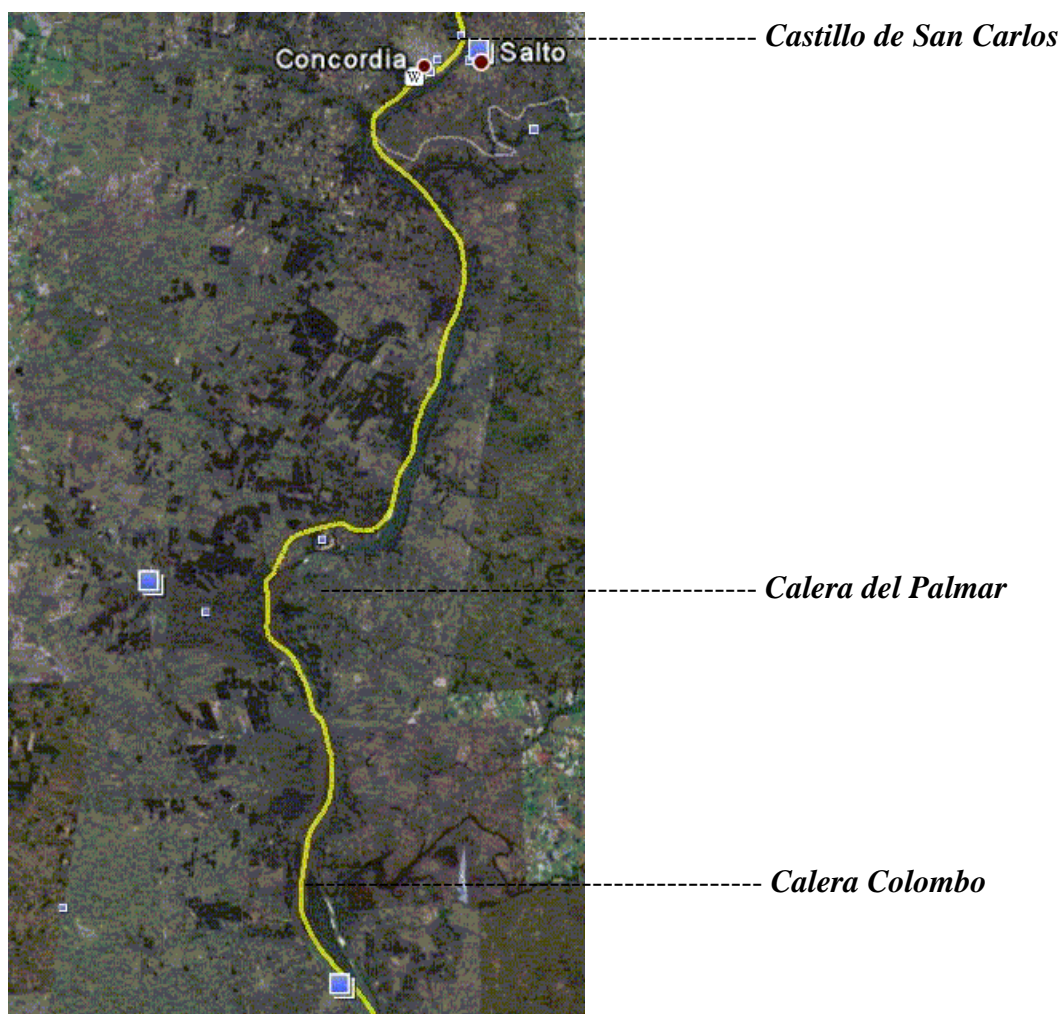 Castillo de San Carlos
Concordia
Salto
W
Calera del Palmar
Calera Colombo